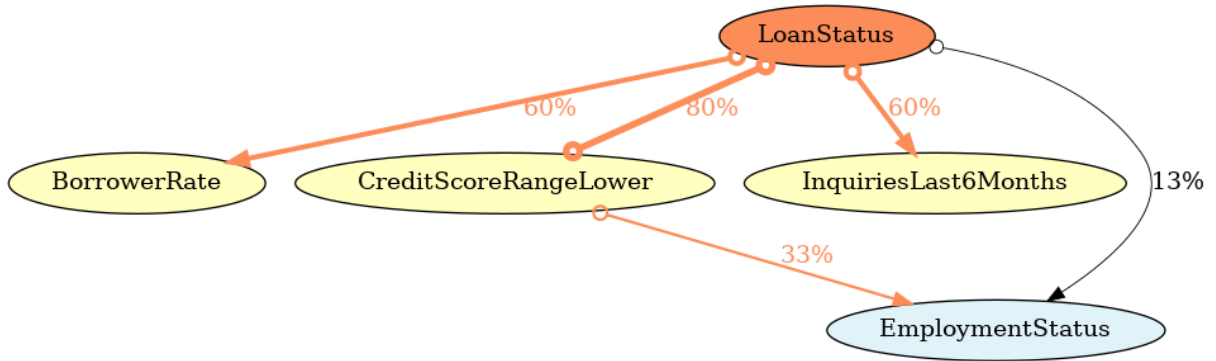 LoanStatus
60%
80%
60%
BorrowerRate
CreditScoreRangeLower
InquiriesLast6Months
13%
33%
EmploymentStatus